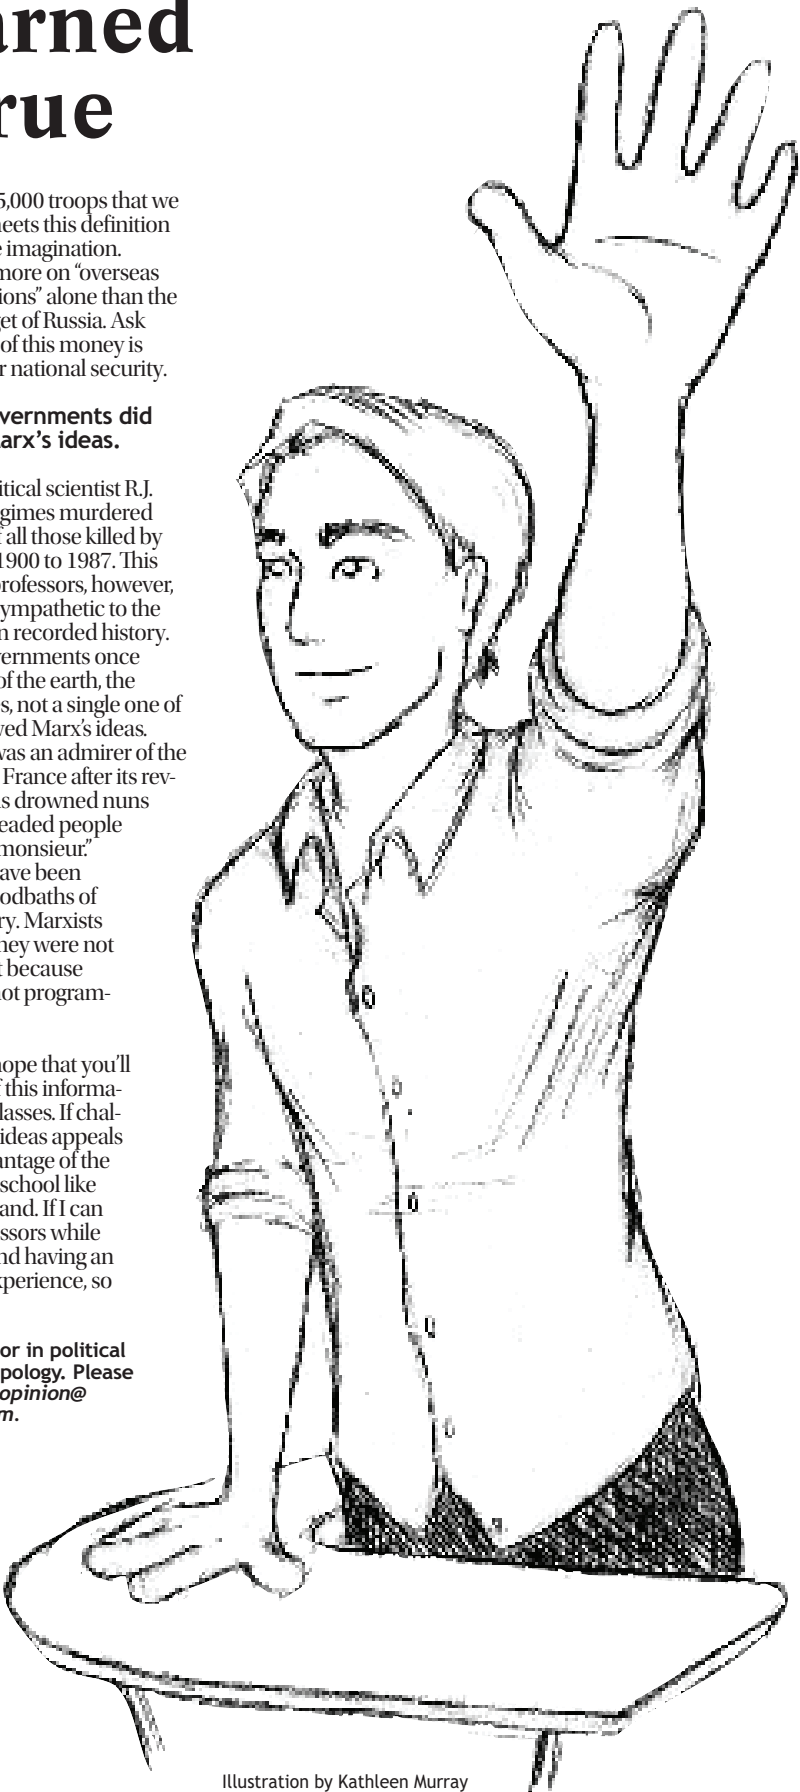 arned
rue
5,000 troops that we
neets this definition
e imagination.
more on “overseas
ions” alone than the
get of Russia. Ask
of this money is
r national security.
vernments did
arx’s ideas.
itical scientist R.J.
gimes murdered
f all those killed by
1900 to 1987. This
professors, however,
sympathetic to the
n recorded history.
vernments once
of the earth, the
s, not a single one of
ved Marx’s ideas.
was an admirer of the
France after its rev-
s drowned nuns
eaded people
monsieur.”
ave been
odbaths of
ry. Marxists
hey were not
t because
not program-
hope that you’ll
f this informa-
lasses. If chal-
ideas appeals
antage of the
school like
and. If I can
ssors while
nd having an
xperience, so
or in political
pology. Please
opinion@
m.
Illustration by Kathleen Murray